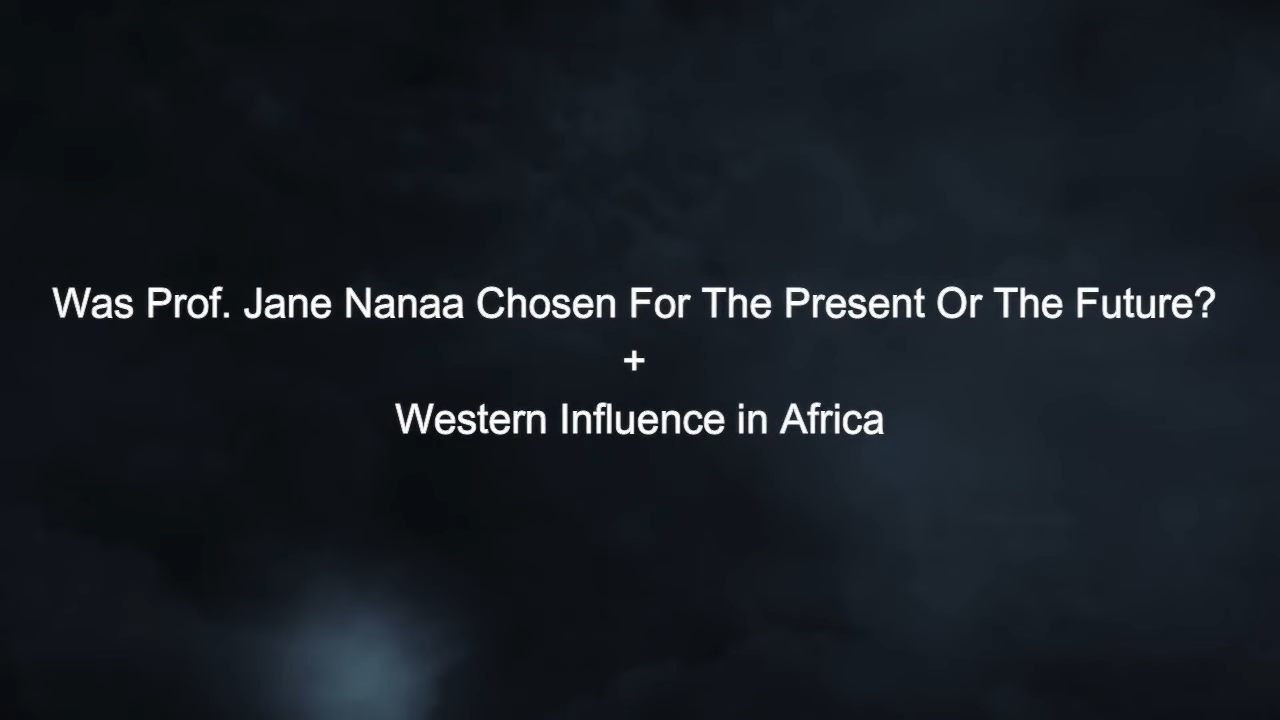 Was Prof. Jane Nanaa Chosen For The Present Or The Future?
+
Western Influence in Africa